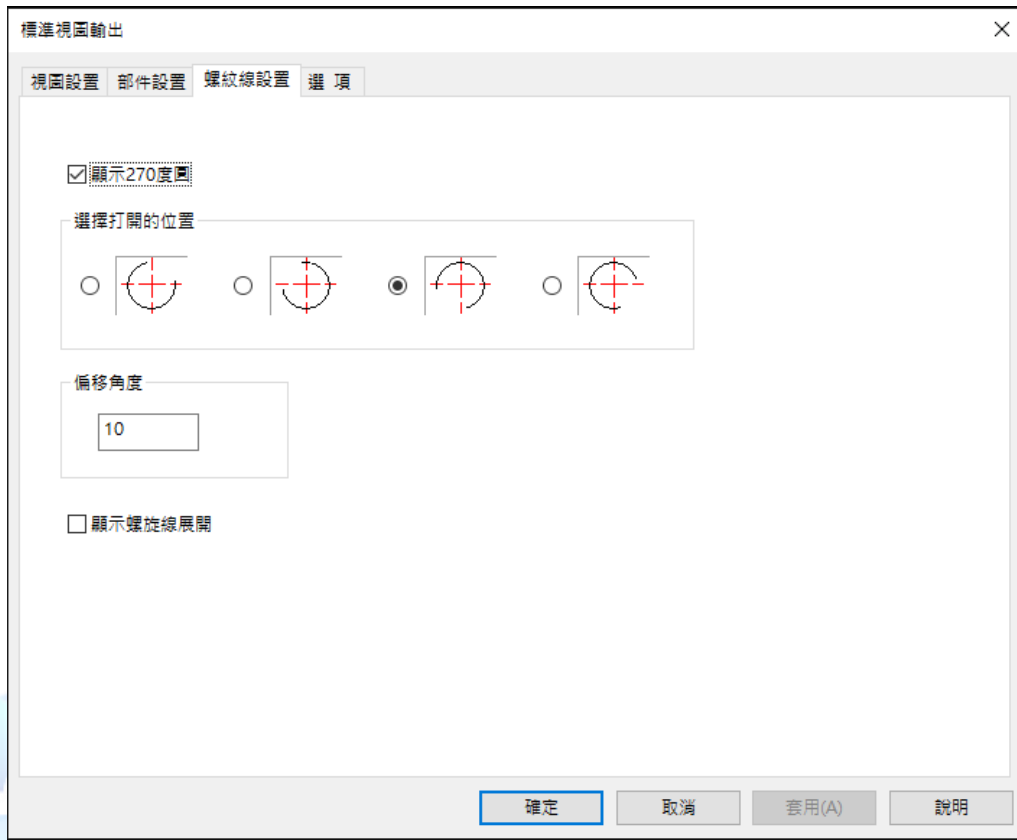 標準視圖輸出
視圖設置 部件設置 螺紋線設置 選 項
顯示270度圓
選擇打開的位置
偏移角度
10
顯示螺旋線展開
確定 取消 套用(A) 說明